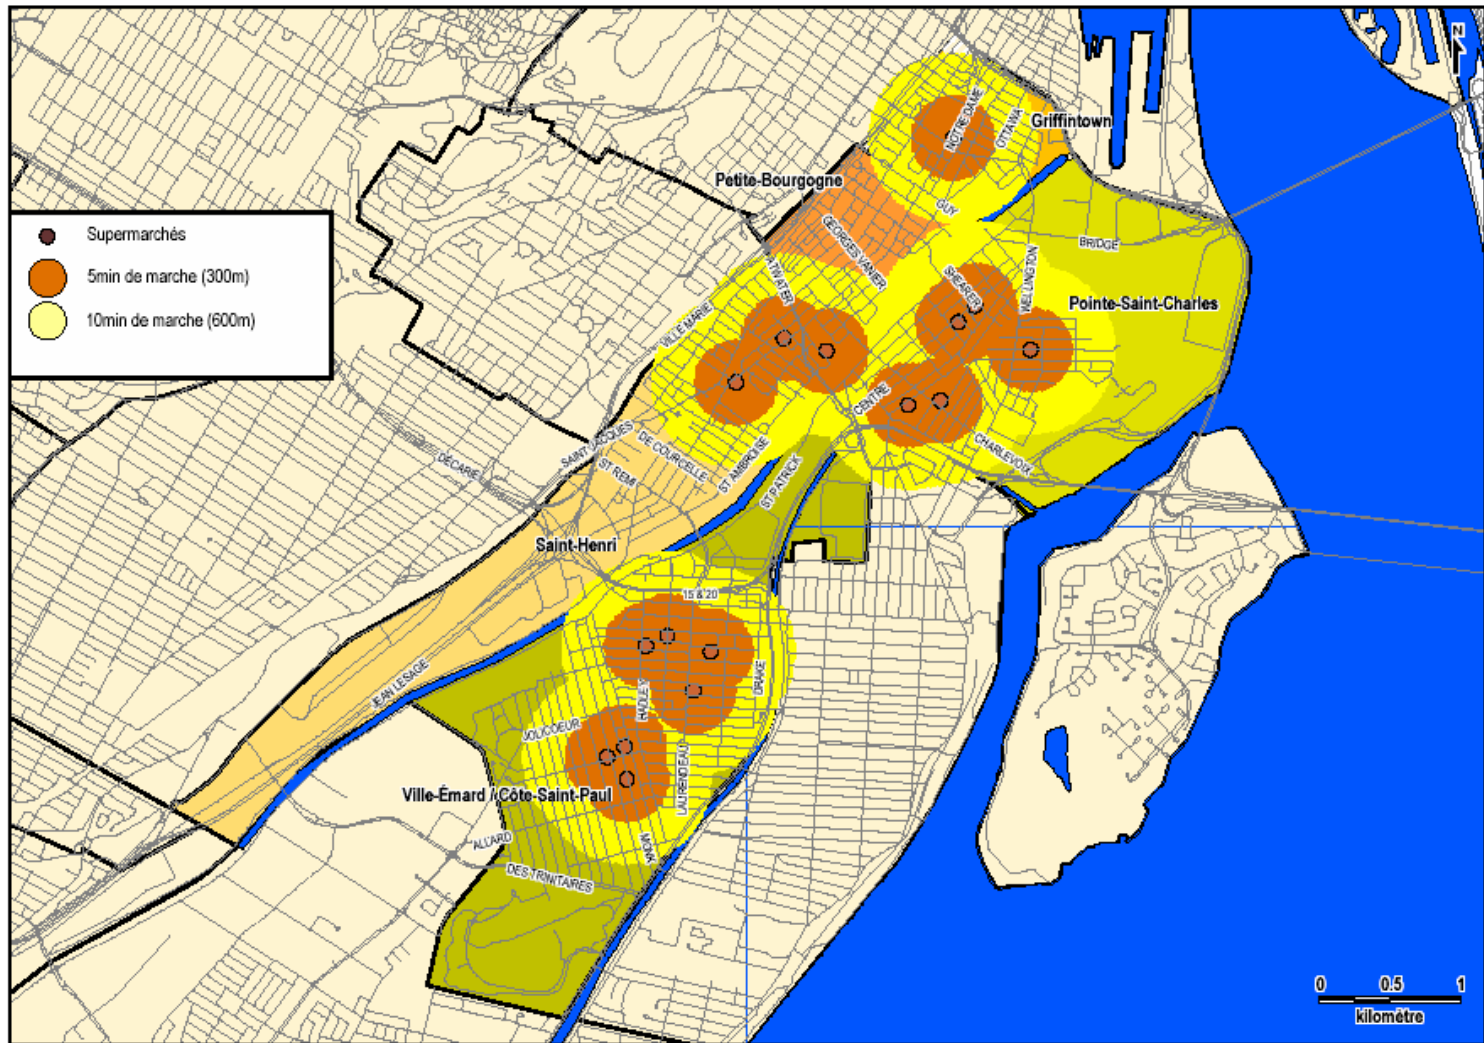 Z
NOTRE-DAME
OTTAWA
Griffintown
Petite-Bourgogne
GUY
GEORGES VANIER
BRIDGE
Supermarchés
5min de marche (300m)
10min de marche (600m)
ATWATER
SHEARER
WELLINGTON
Pointe-Saint-Charles
VILLE MARIE
CENTRE
CHARLEVOIX
SAINT JACQUES
DE COURCELLE
ST AMBROISE
ST PATRICK
DÉCARIE
ST REMI
Saint-Henri
15 & 20
JEAN LESAGE
HADLEY
DRAKE
JOLICOEUR
LAURENDEAU
Ville-Émard / Côte-Saint-Paul
ALLARD
MONK
DES TRINITAIRES
0 0.5 1
kilomètre